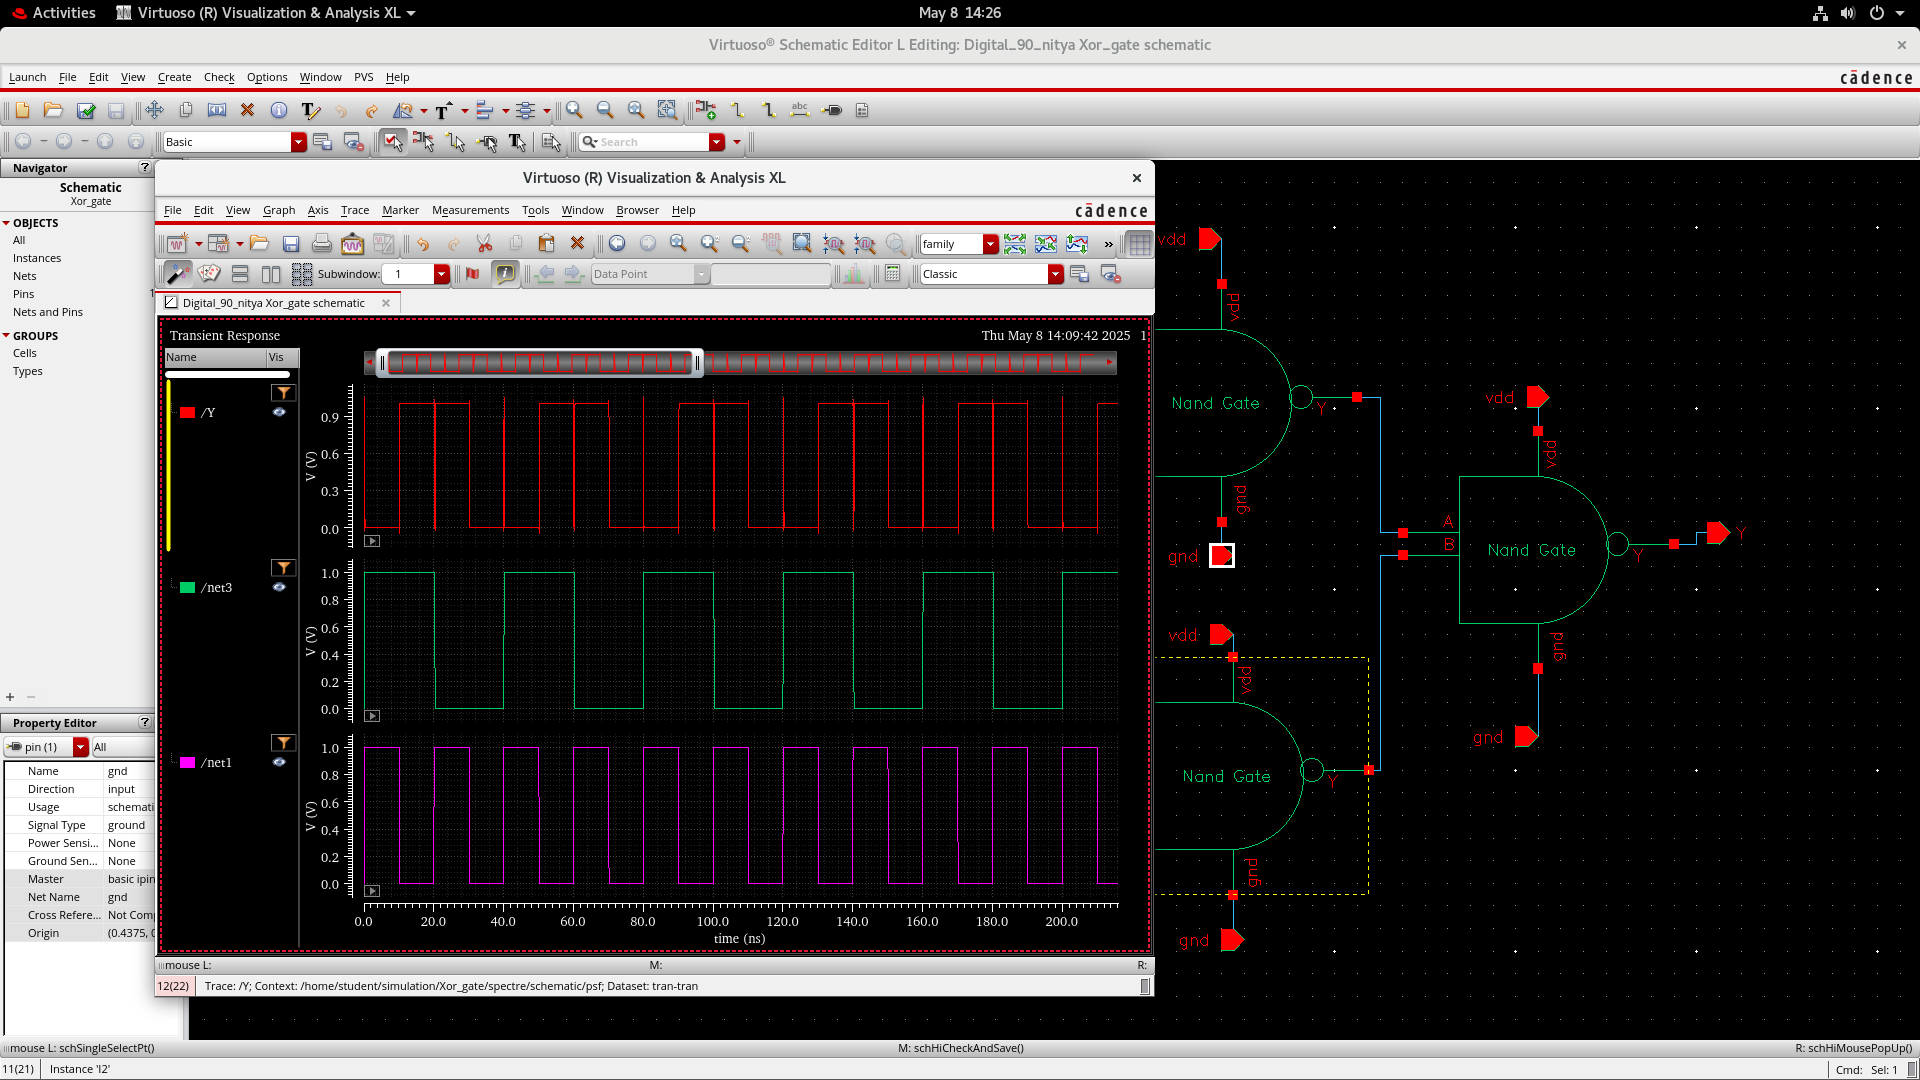 Activities Virtuoso (R) Visualization & Analysis XL May 8 14:26
Virtuoso® Schematic Editor L Editing: Digital_90_nitya Xor_gate schematic
Launch File Edit View Create Check Options Window PVS Help cādence
abc
Basic Search
Navigator ?
Schematic
Xor_gate
OBJECTS
All
Instances
Nets
Pins 1
Nets and Pins
GROUPS
Cells
Types
Property Editor ?
pin (1) All
Name gnd
Direction input
Usage schemati
Signal Type ground
Power Sensi... None
Ground Sen... None
Master basic ipin
Net Name gnd
Cross Refere... Not Comp
Origin (0.4375, 0
Virtuoso (R) Visualization & Analysis XL
File Edit View Graph Axis Trace Marker Measurements Tools Window Browser Help cādence
family »
Subwindow: 1 Data Point Classic
Digital_90_nitya Xor_gate schematic
Transient Response Thu May 8 14:09:42 2025 1
Name Vis
/Y
V (V)
0.9
0.6
0.3
0.0
/net3
V (V)
1.0
0.8
0.6
0.4
0.2
0.0
/net1
V (V)
1.0
0.8
0.6
0.4
0.2
0.0
0.0 20.0 40.0 60.0 80.0 100.0 120.0 140.0 160.0 180.0 200.0
time (ns)
mouse L: M: R:
12(22) Trace: /Y; Context: /home/student/simulation/Xor_gate/spectre/schematic/psf; Dataset: tran-tran
vdd
vdd
Nand Gate Y
gnd
gnd
vdd
vdd
Nand Gate Y
gnd
gnd
vdd
vdd
A
B
Nand Gate Y Y
gnd
gnd
mouse L: schSingleSelectPt() M: schHiCheckAndSave() R: schHiMousePopUp()
11(21) Instance 'I2' Cmd: Sel: 1